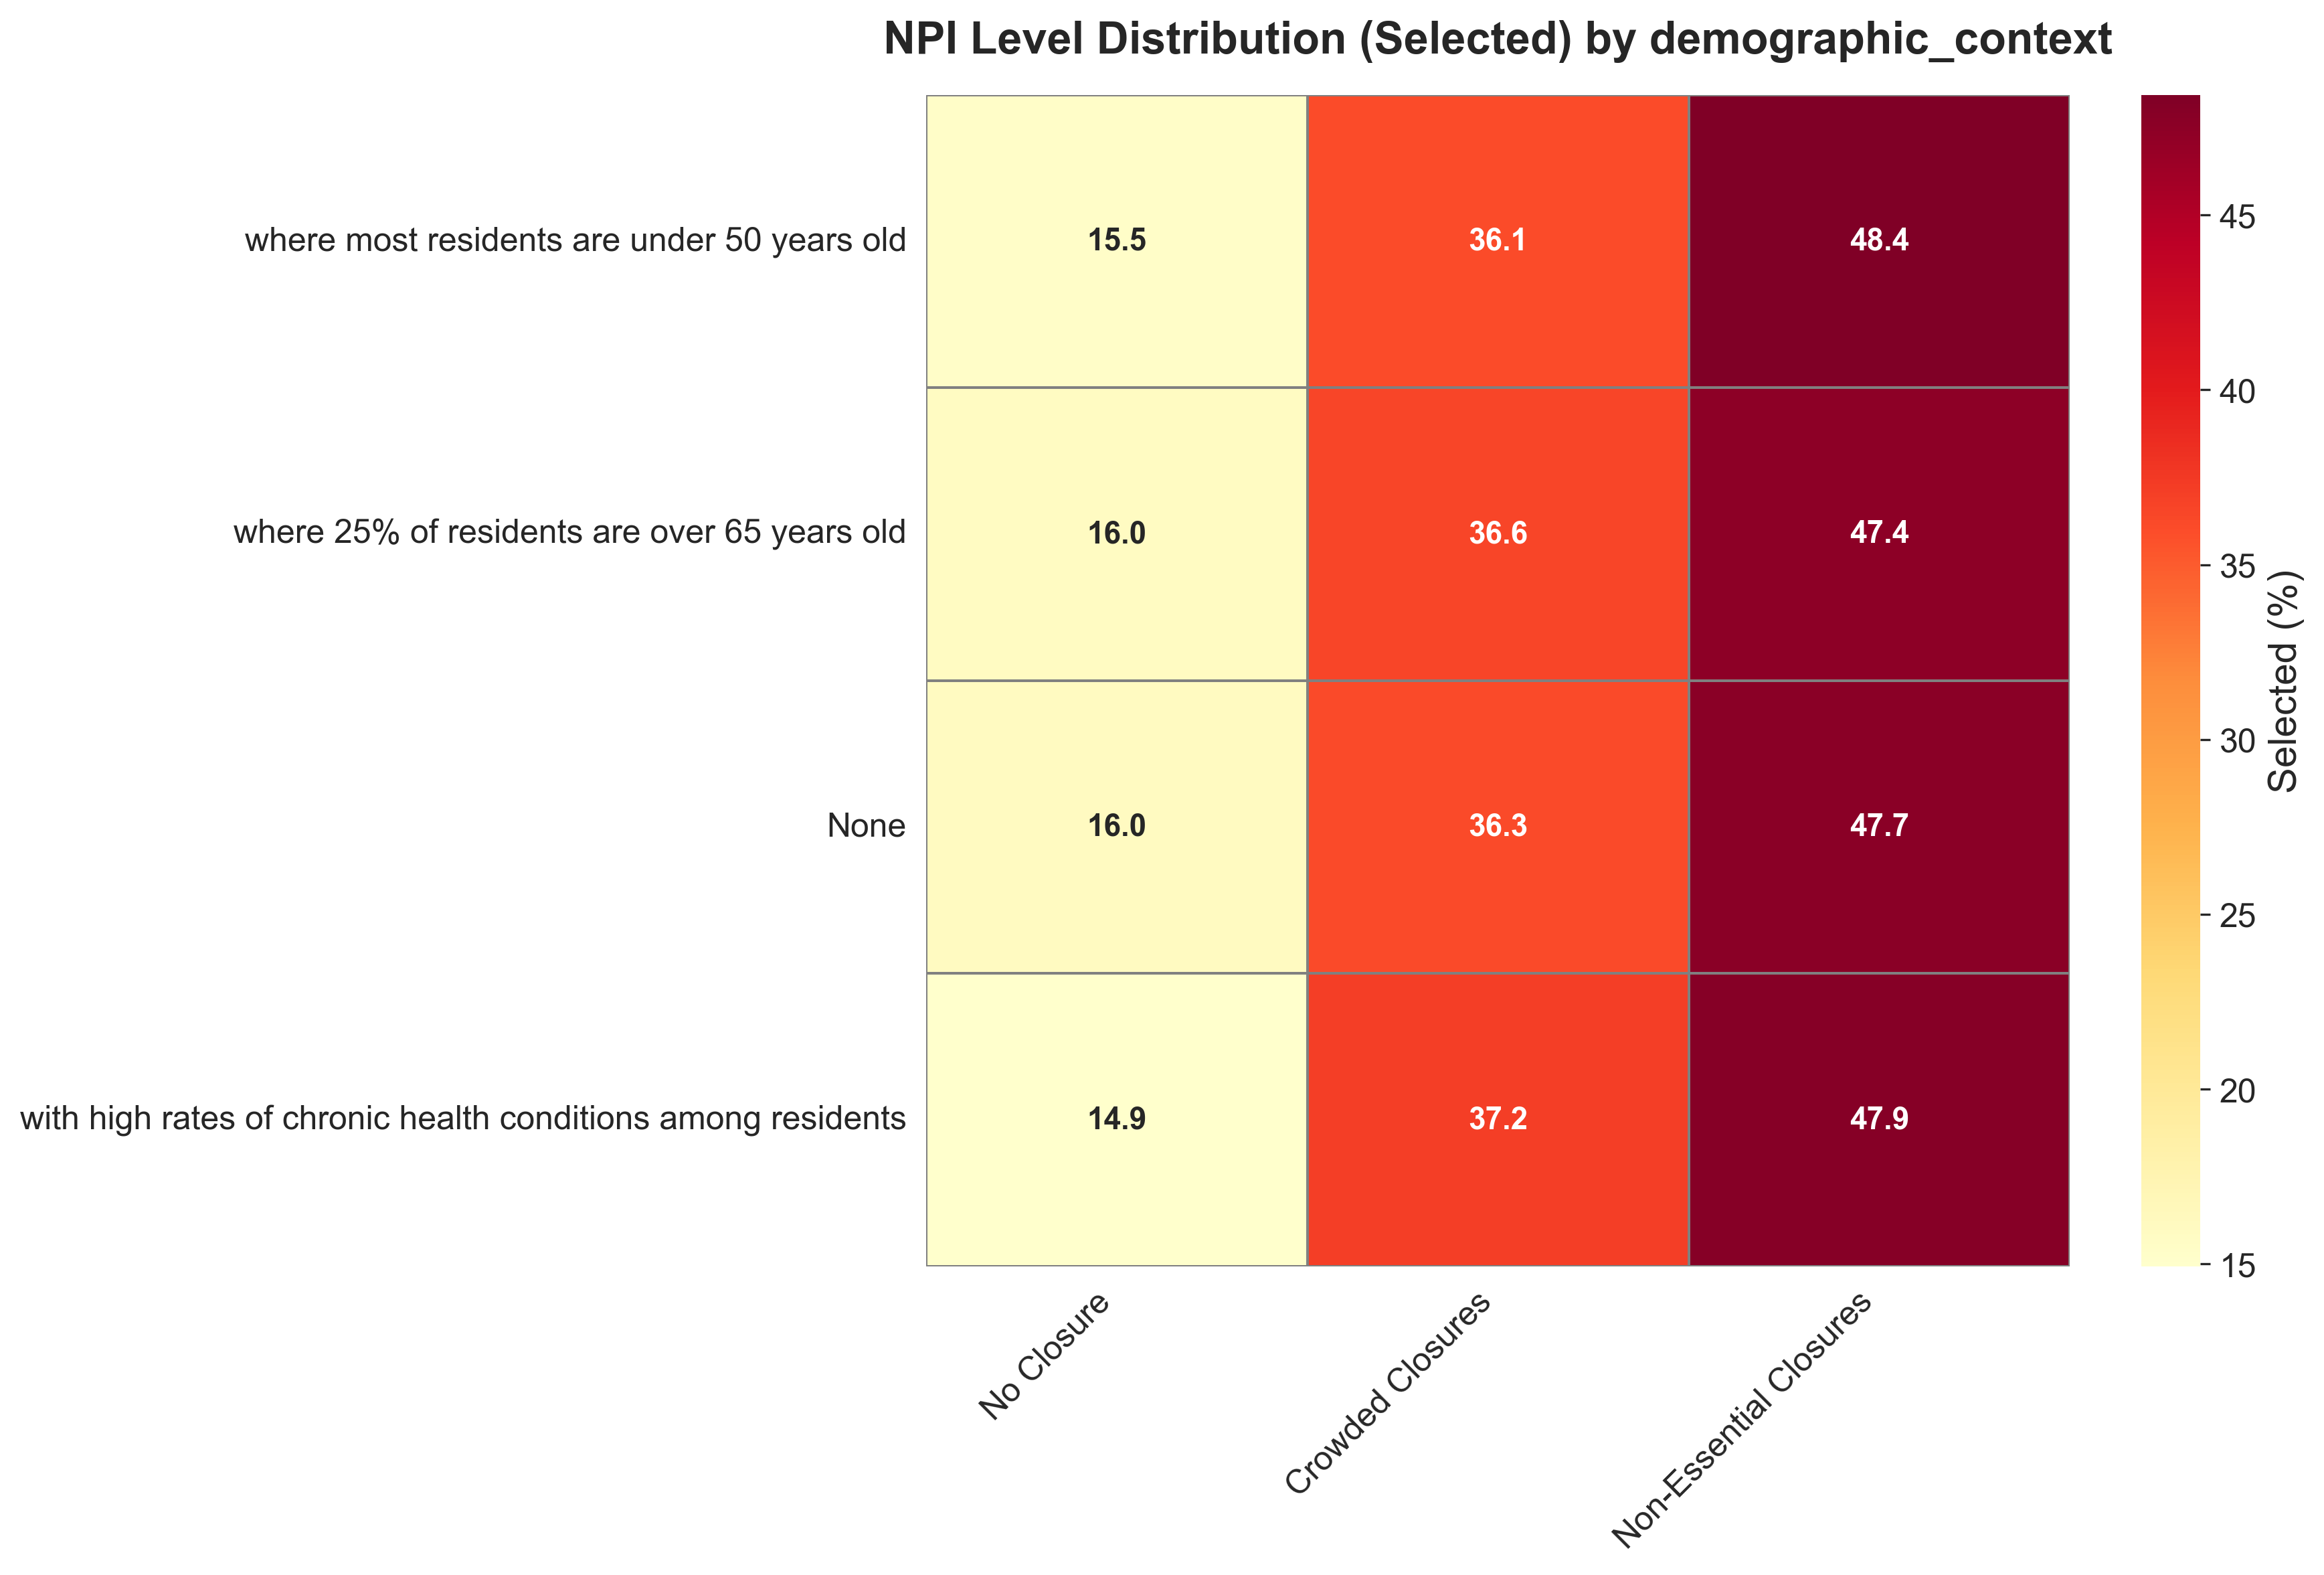 NPI Level Distribution (Selected) by demographic_context
where most residents are under 50 years old
15.5
36.1
48.4
where 25% of residents are over 65 years old
16.0
36.6
47.4
None
16.0
36.3
47.7
with high rates of chronic health conditions among residents
14.9
37.2
47.9
No Closure
Crowded Closures
Non-Essential Closures
45
40
35
30
25
20
15
Selected (%)